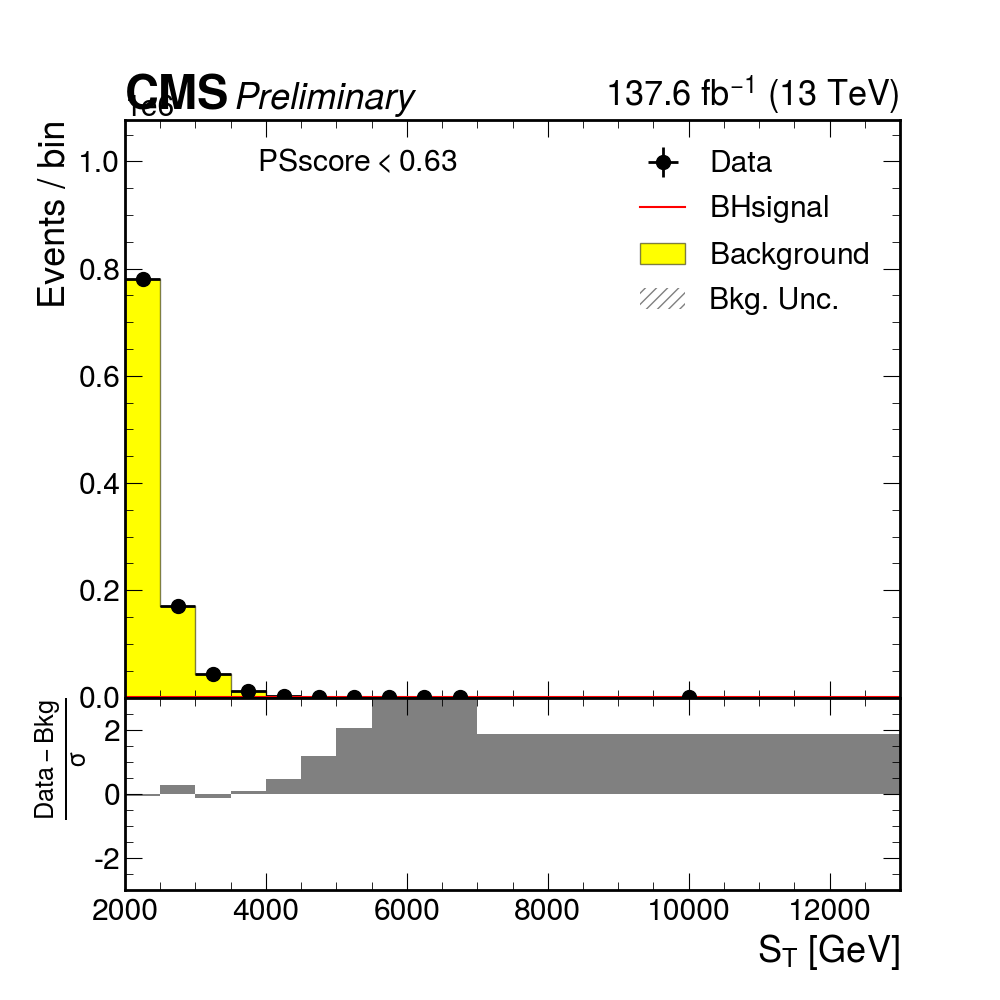 CMS Preliminary 137.6 fb⁻¹ (13 TeV)
1e6
Events / bin
PSscore < 0.63
Data
BHsignal
Background
Bkg. Unc.
1.0
0.8
0.6
0.4
0.2
0.0
Data – Bkg
σ
2
0
-2
2000 4000 6000 8000 10000 12000
S_T [GeV]